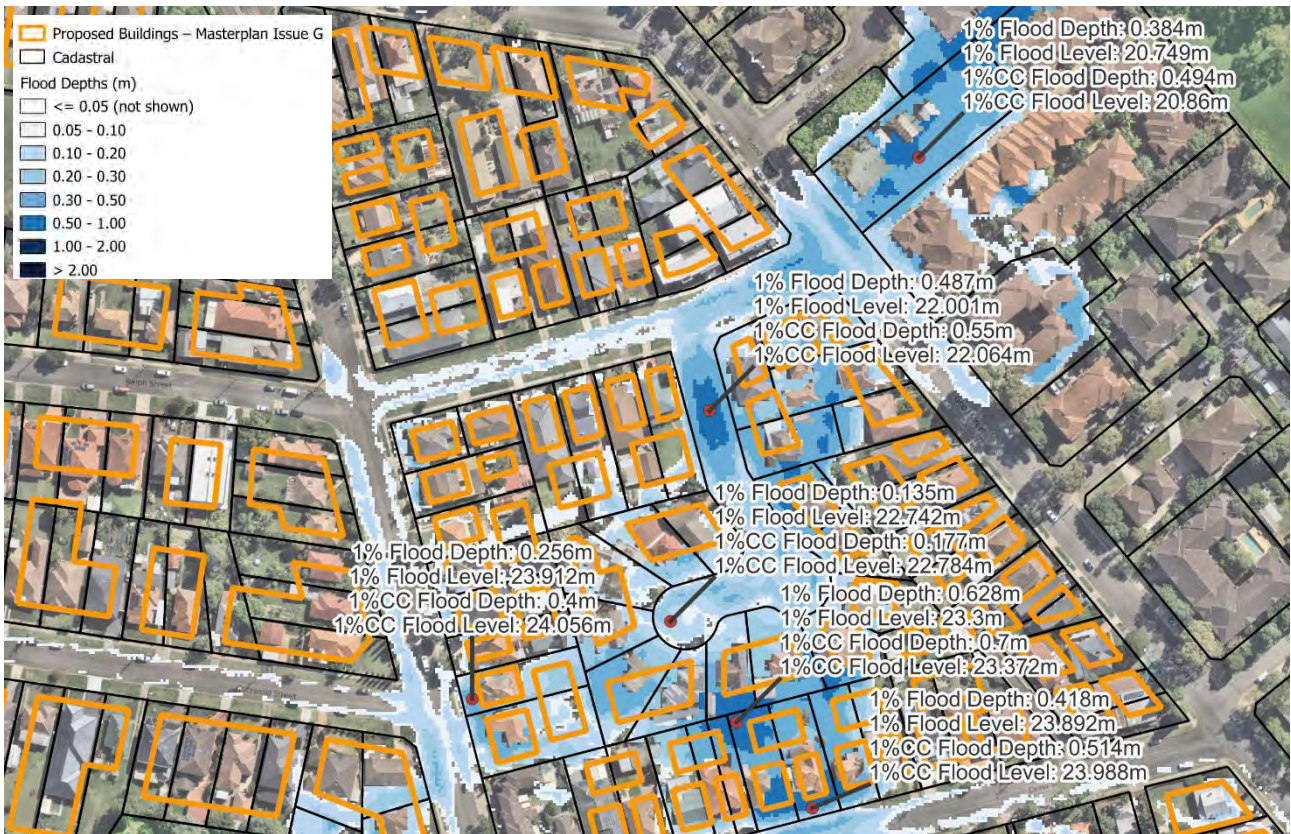 Proposed Buildings – Masterplan Issue G
Cadastral
Flood Depths (m)
<= 0.05 (not shown)
0.05 - 0.10
0.10 - 0.20
0.20 - 0.30
0.30 - 0.50
0.50 - 1.00
1.00 - 2.00
> 2.00
1% Flood Depth: 0.384m
1% Flood Level: 20.749m
1%CC Flood Depth: 0.494m
1%CC Flood Level: 20.86m
1% Flood Depth: 0.487m
1% Flood Level: 22.001m
1%CC Flood Depth: 0.55m
1%CC Flood Level: 22.064m
Ralph Street
1% Flood Depth: 0.135m
1% Flood Level: 22.742m
1%CC Flood Depth: 0.177m
1%CC Flood Level: 22.784m
1% Flood Depth: 0.256m
1% Flood Level: 23.912m
1%CC Flood Depth: 0.4m
1%CC Flood Level: 24.056m
1% Flood Depth: 0.628m
1% Flood Level: 23.3m
1%CC Flood Depth: 0.7m
1%CC Flood Level: 23.372m
1% Flood Depth: 0.418m
1% Flood Level: 23.892m
1%CC Flood Depth: 0.514m
1%CC Flood Level: 23.988m